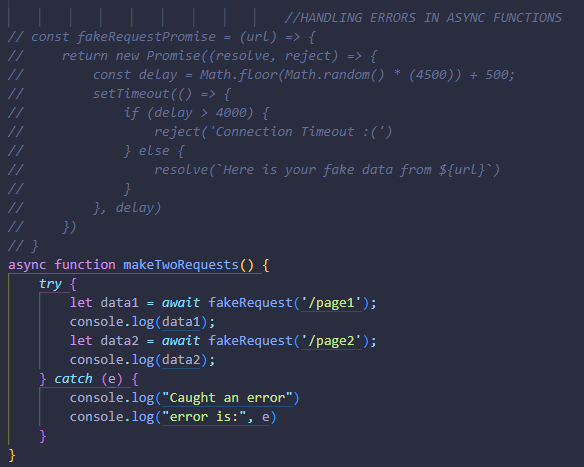 //HANDLING ERRORS IN ASYNC FUNCTIONS
// const fakeRequestPromise = (url) => {
//     return new Promise((resolve, reject) => {
//         const delay = Math.floor(Math.random() * (4500)) + 500;
//         setTimeout(() => {
//             if (delay > 4000) {
//                 reject('Connection Timeout :(')
//             } else {
//                 resolve(`Here is your fake data from ${url}`)
//             }
//         }, delay)
//     })
// }
async function makeTwoRequests() {
    try {
        let data1 = await fakeRequest('/page1');
        console.log(data1);
        let data2 = await fakeRequest('/page2');
        console.log(data2);
    } catch (e) {
        console.log("Caught an error")
        console.log("error is:", e)
    }
}